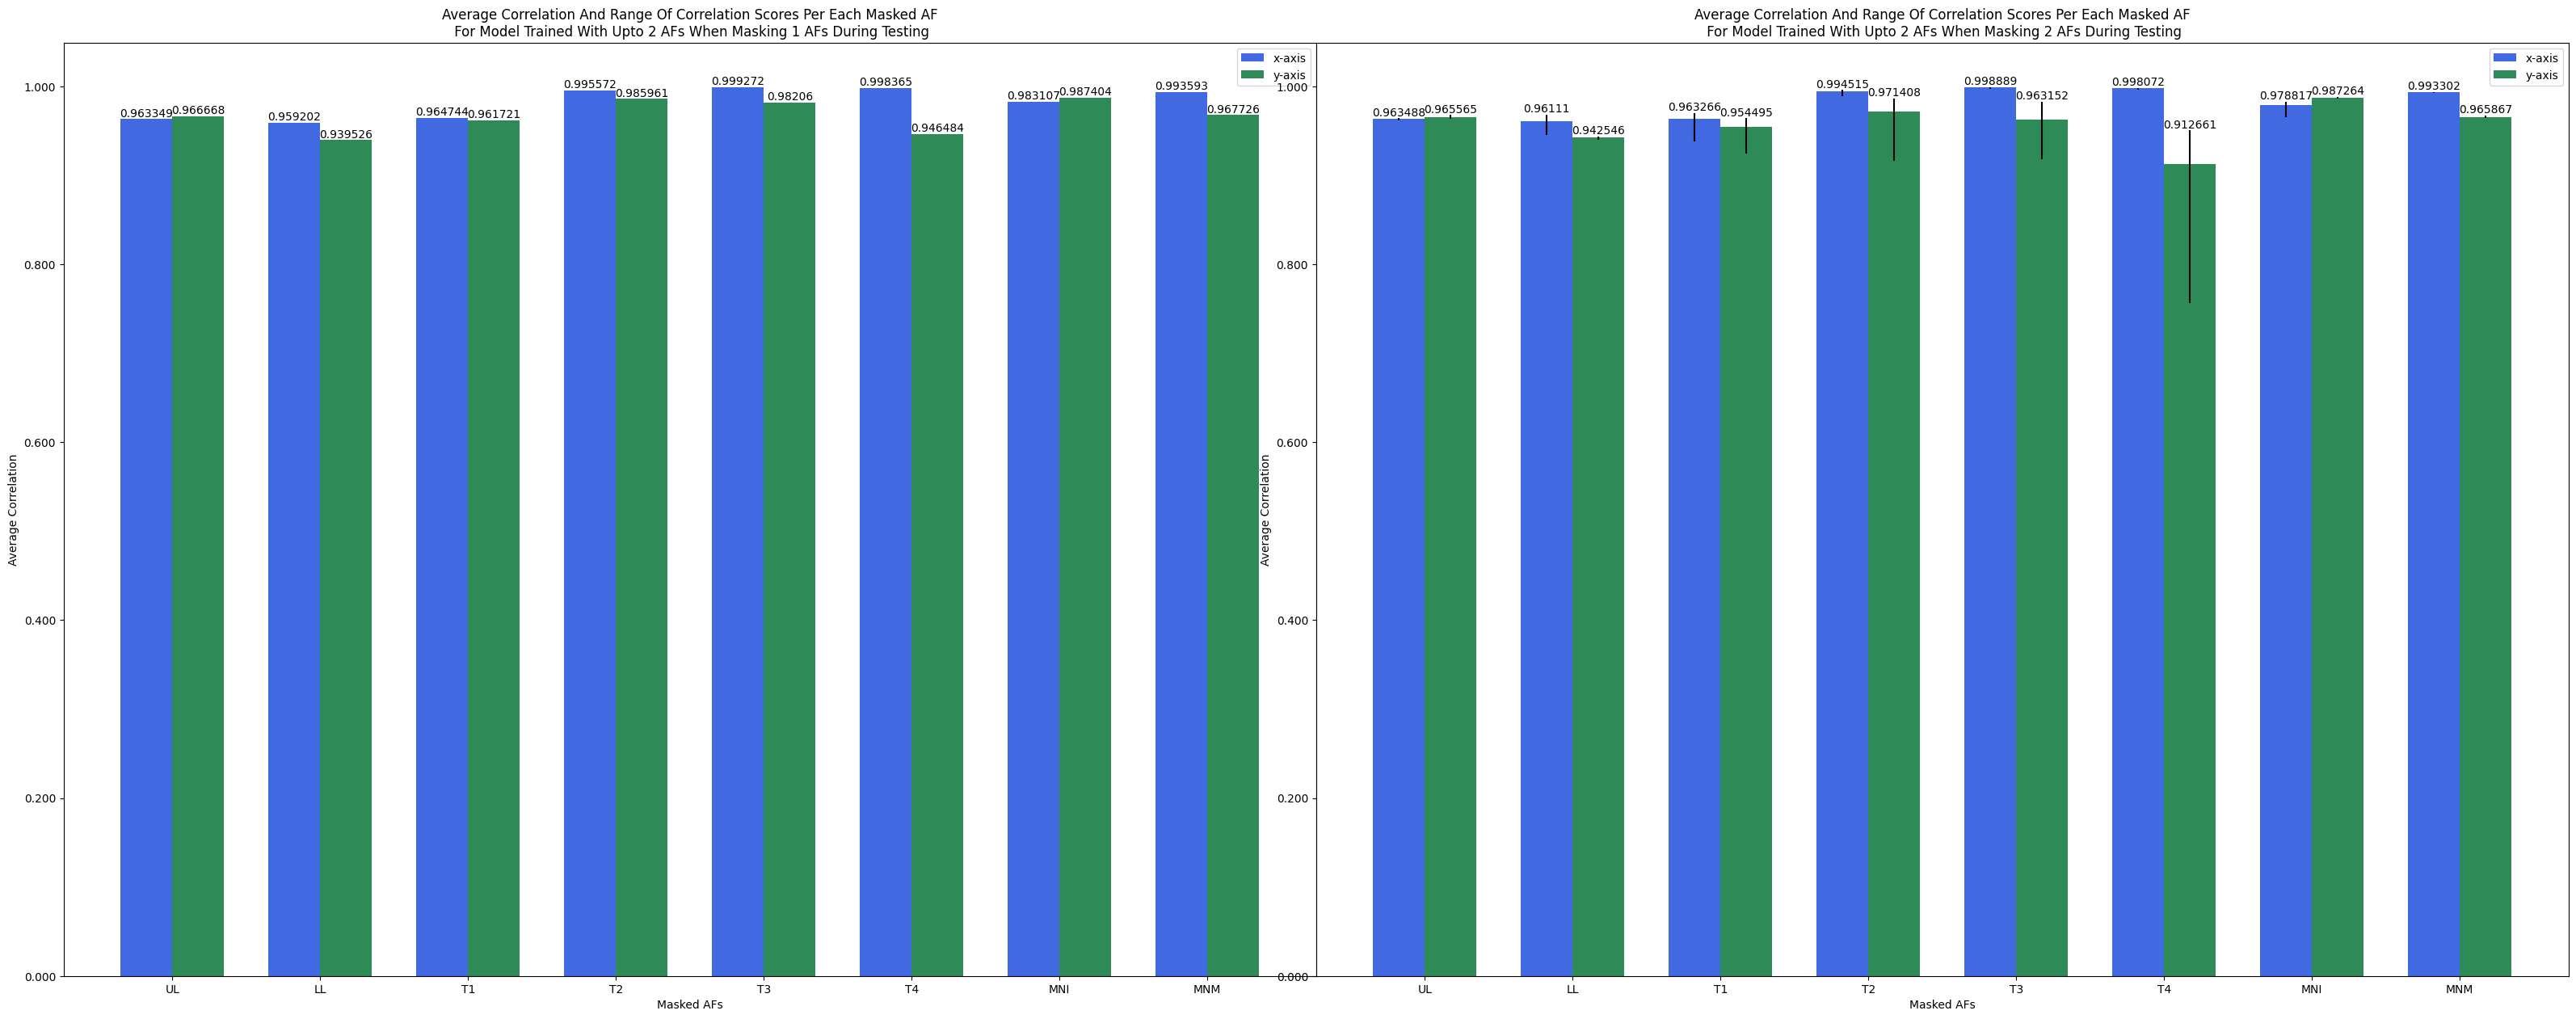 Average Correlation And Range Of Correlation Scores Per Each Masked AF
For Model Trained With Upto 2 AFs When Masking 1 AFs During Testing
x-axis
y-axis
0.963349
0.966668
0.959202
0.939526
0.964744
0.961721
0.995572
0.985961
0.999272
0.98206
0.998365
0.946484
0.983107
0.987404
0.993593
0.967726
1.000
0.800
0.600
0.400
0.200
0.000
Average Correlation
UL
LL
T1
T2
T3
T4
MNI
MNM
Masked AFs
Average Correlation And Range Of Correlation Scores Per Each Masked AF
For Model Trained With Upto 2 AFs When Masking 2 AFs During Testing
x-axis
y-axis
0.963488
0.965565
0.96111
0.942546
0.963266
0.954495
0.994515
0.971408
0.998889
0.963152
0.998072
0.912661
0.978817
0.987264
0.993302
0.965867
1.000
0.800
0.600
0.400
0.200
0.000
Average Correlation
UL
LL
T1
T2
T3
T4
MNI
MNM
Masked AFs